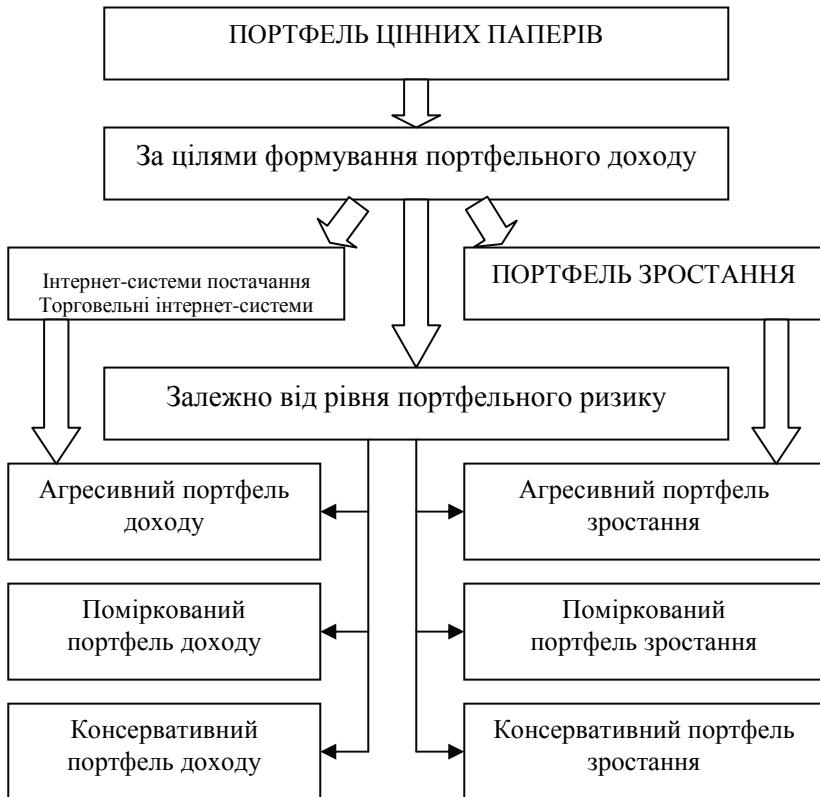 ПОРТФЕЛЬ ЦІННИХ ПАПЕРІВ
За цілями формування портфельного доходу
Інтернет-системи постачання
Торговельні інтернет-системи
ПОРТФЕЛЬ ЗРОСТАННЯ
Залежно від рівня портфельного ризику
Агресивний портфель
доходу
Агресивний портфель
зростання
Поміркований
портфель доходу
Поміркований
портфель зростання
Консервативний
портфель доходу
Консервативний портфель
зростання